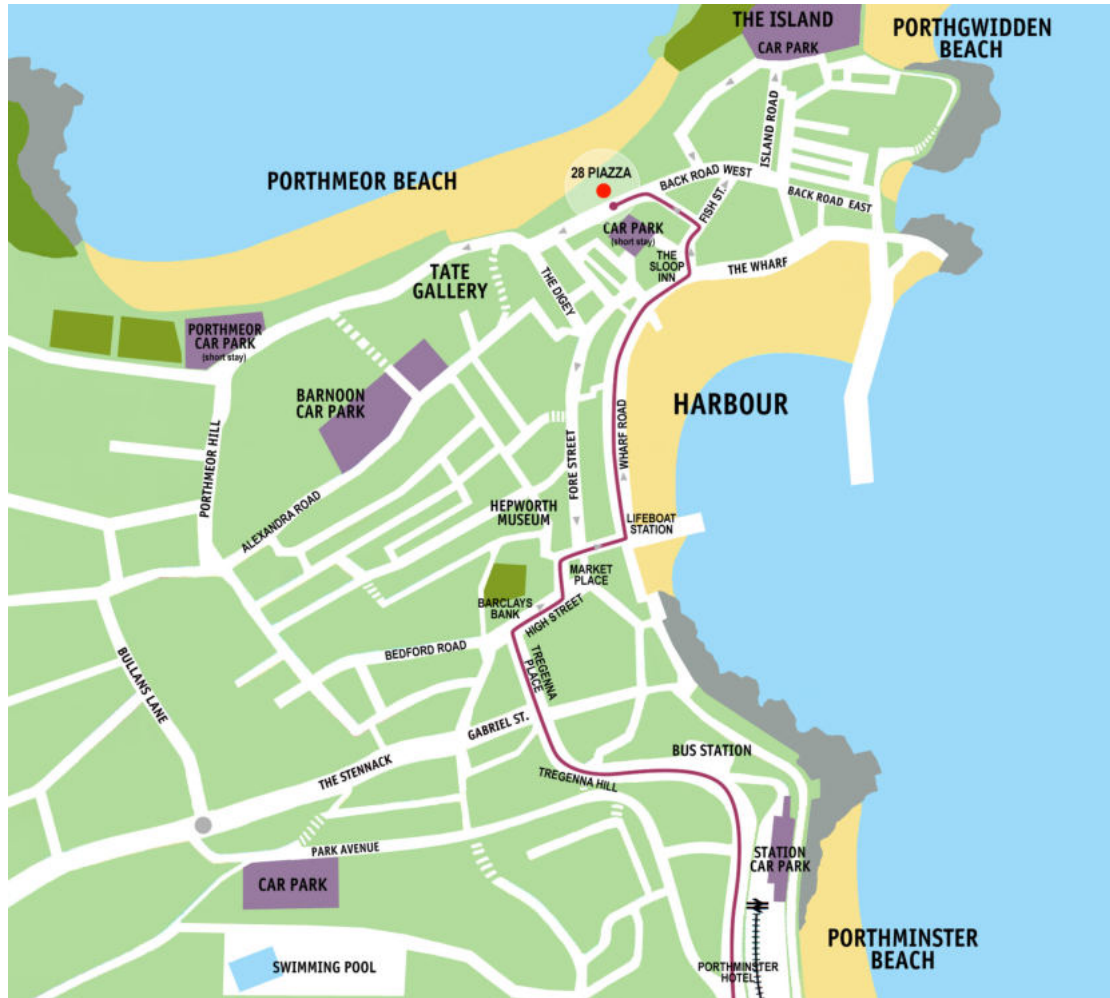 THE ISLAND
CAR PARK
PORTHGWIDDEN
BEACH
ISLAND ROAD
28 PIAZZA
BACK ROAD WEST
PORTHMEOR BEACH
FISH ST.
BACK ROAD EAST
CAR PARK
(short stay)
THE
SLOOP
INN
THE WHARF
TATE
GALLERY
THE DIGEY
PORTHMEOR
CAR PARK
(short stay)
BARNOON
CAR PARK
HARBOUR
WHARF ROAD
PORTHMEOR HILL
FORE STREET
ALEXANDRA ROAD
HEPWORTH
MUSEUM
LIFEBOAT
STATION
MARKET
PLACE
BARCLAYS
BANK
HIGH STREET
BEDFORD ROAD
TREGENNA
PLACE
BULLANS LANE
GABRIEL ST.
THE STENNACK
BUS STATION
TREGENNA HILL
PARK AVENUE
STATION
CAR PARK
CAR PARK
PORTHMINSTER
BEACH
SWIMMING POOL
PORTHMINSTER
HOTEL